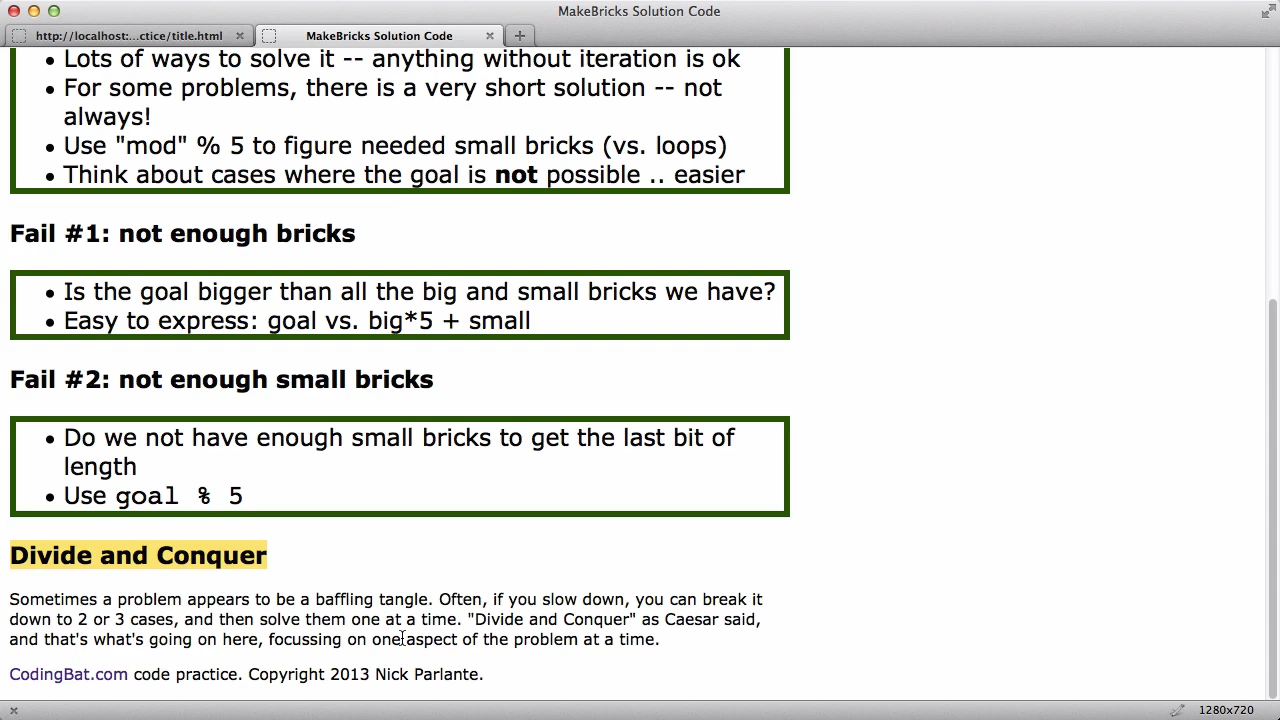 MakeBricks Solution Code
http://localhost:...ctice/title.html
MakeBricks Solution Code
Lots of ways to solve it -- anything without iteration is ok
For some problems, there is a very short solution -- not
always!
Use "mod" % 5 to figure needed small bricks (vs. loops)
Think about cases where the goal is not possible .. easier
Fail #1: not enough bricks
Is the goal bigger than all the big and small bricks we have?
Easy to express: goal vs. big*5 + small
Fail #2: not enough small bricks
Do we not have enough small bricks to get the last bit of
length
Use goal % 5
Divide and Conquer
Sometimes a problem appears to be a baffling tangle. Often, if you slow down, you can break it
down to 2 or 3 cases, and then solve them one at a time. "Divide and Conquer" as Caesar said,
and that's what's going on here, focussing on one aspect of the problem at a time.
CodingBat.com code practice. Copyright 2013 Nick Parlante.
1280x720